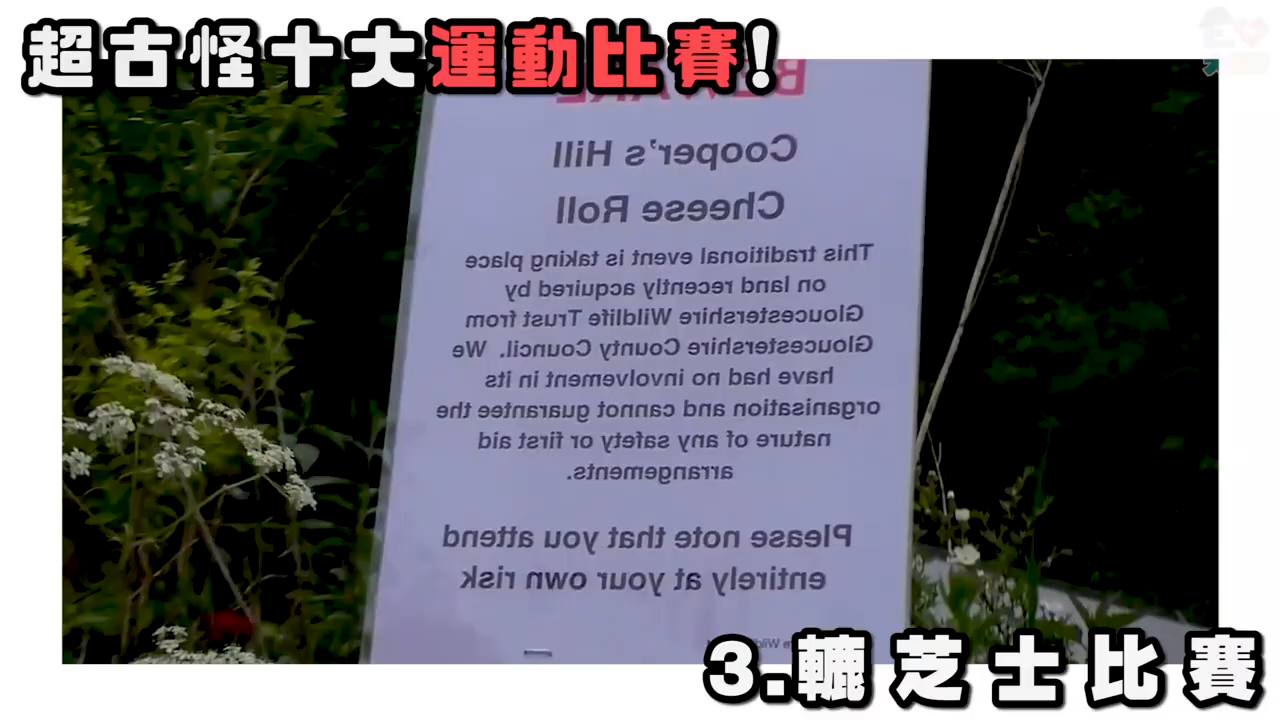 超古怪十大運動比賽!
BEWARE
Cooper's Hill
Cheese Roll
This traditional event is taking place
on land recently acquired by
Gloucestershire Wildlife Trust from
Gloucestershire County Council. We
have had no involvement in its
organisation and cannot guarantee the
nature of any safety or first aid
arrangements.
Please note that you attend
entirely at your own risk
3.轆芝士比賽